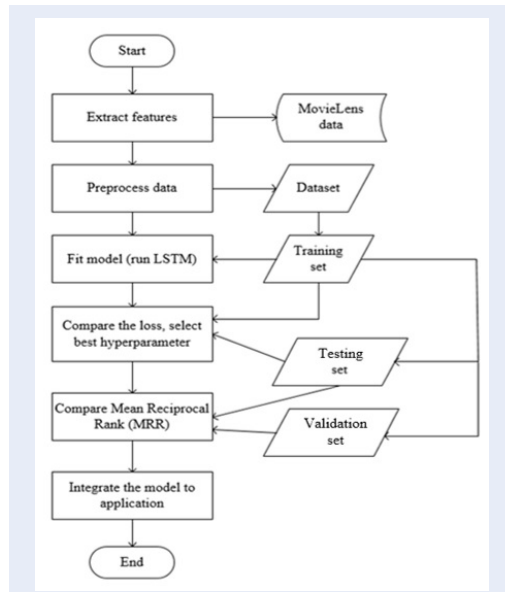 Start
Extract features
MovieLens
data
Preprocess data
Dataset
Fit model (run LSTM)
Training
set
Compare the loss, select
best hyperparameter
Testing
set
Compare Mean Reciprocal
Rank (MRR)
Validation
set
Integrate the model to
application
End